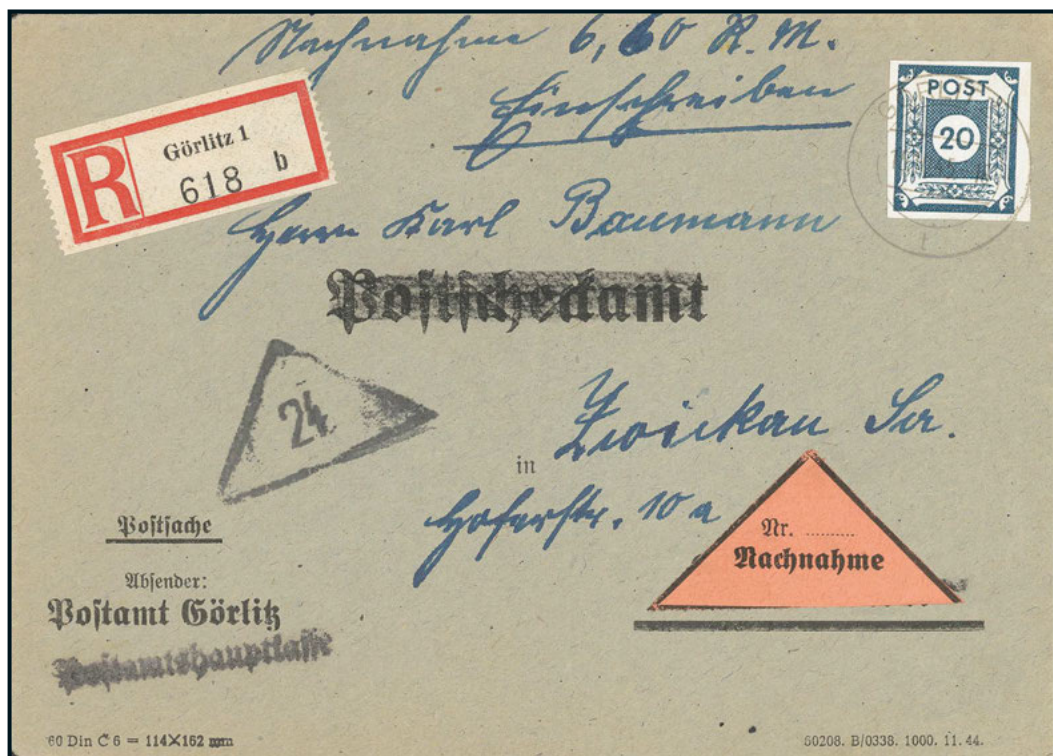 Nachnahme 6,60 R.M.
Einschreiben
POST
20
R
Görlitz 1
618 b
Herrn Karl Baumann
Postscheckamt
24
in Zwickau Sa.
Hoferstr. 10 a
Nr. ..........
Nachnahme
Postsache
Absender:
Postamt Görlitz
Postamtshauptkasse
60 Din C 6 = 114×162 mm
60208. B/0338. 1000. 11. 44.